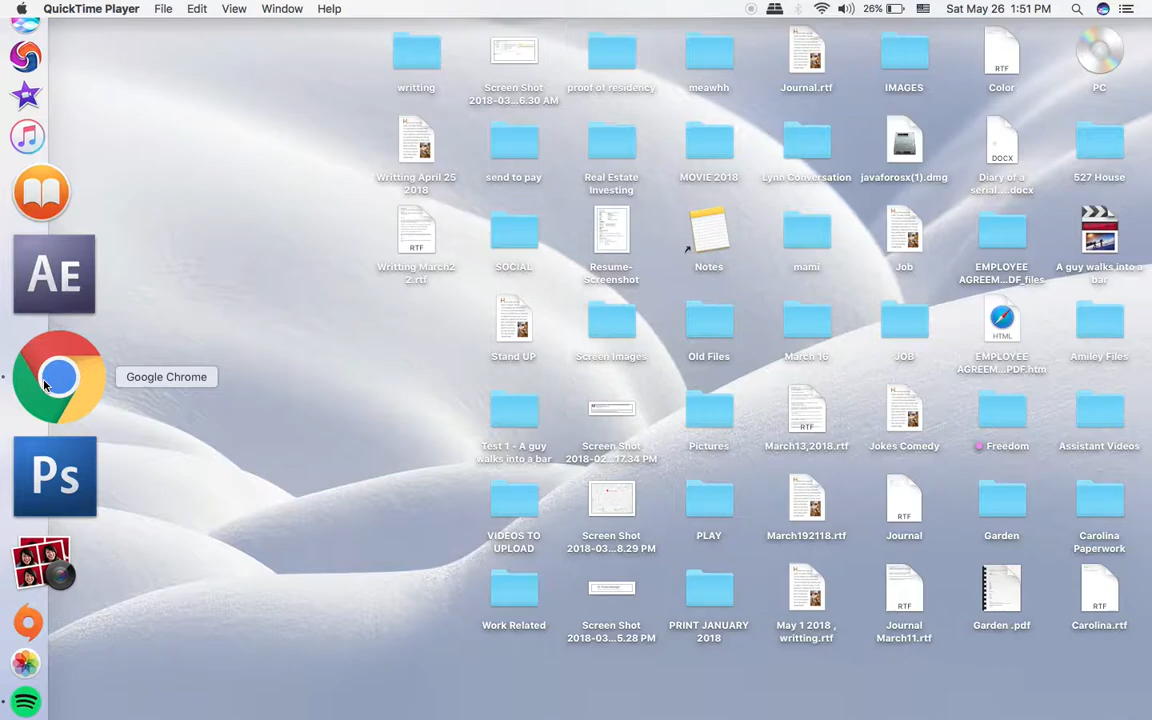 QuickTime Player File Edit View Window Help
26% Sat May 26 1:51 PM
writting
Screen Shot
2018-03...6.30 AM
proof of residency
meawhh
Journal.rtf
IMAGES
RTF
Color
PC
Writting April 25
2018
send to pay
Real Estate
Investing
MOVIE 2018
Lynn Conversation
javaforosx(1).dmg
DOCX
Diary of a
serial....docx
527 House
RTF
Writting March2
2.rtf
SOCIAL
Resume-
Screenshot
Notes
mami
Job
EMPLOYEE
AGREEM...DF_files
A guy walks into a
bar
AE
Stand UP
Screen Images
Old Files
March 16
JOB
HTML
EMPLOYEE
AGREEM...PDF.htm
Amiley Files
Google Chrome
Test 1 - A guy
walks into a bar
Screen Shot
2018-02...17.34 PM
Pictures
RTF
March13,2018.rtf
Jokes Comedy
Freedom
Assistant Videos
Ps
VIDEOS TO
UPLOAD
Screen Shot
2018-03...8.29 PM
PLAY
March192118.rtf
RTF
Journal
Garden
Carolina
Paperwork
Work Related
Screen Shot
2018-03...5.28 PM
PRINT JANUARY
2018
May 1 2018 ,
writting.rtf
RTF
Journal
March11.rtf
Garden .pdf
RTF
Carolina.rtf